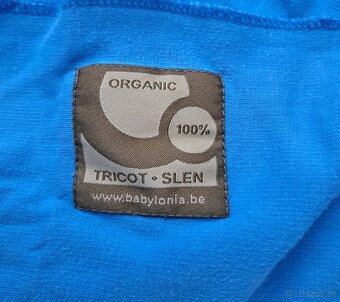 ORGANIC
100%
TRICOT • SLEN
www.babylonia.be